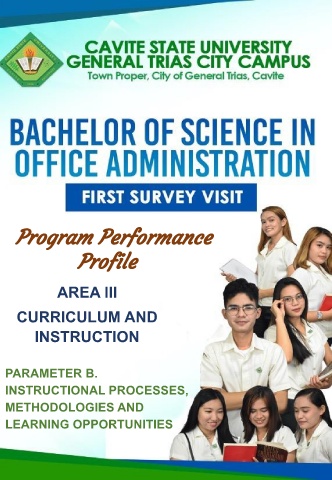 CAVITE STATE UNIVERSITY
GENERAL TRIAS CITY CAMPUS
Town Proper, City of General Trias, Cavite
BACHELOR OF SCIENCE IN
OFFICE ADMINISTRATION
FIRST SURVEY VISIT
Program Performance
Profile
AREA III
CURRICULUM AND
INSTRUCTION
PARAMETER B.
INSTRUCTIONAL PROCESSES,
METHODOLOGIES AND
LEARNING OPPORTUNITIES